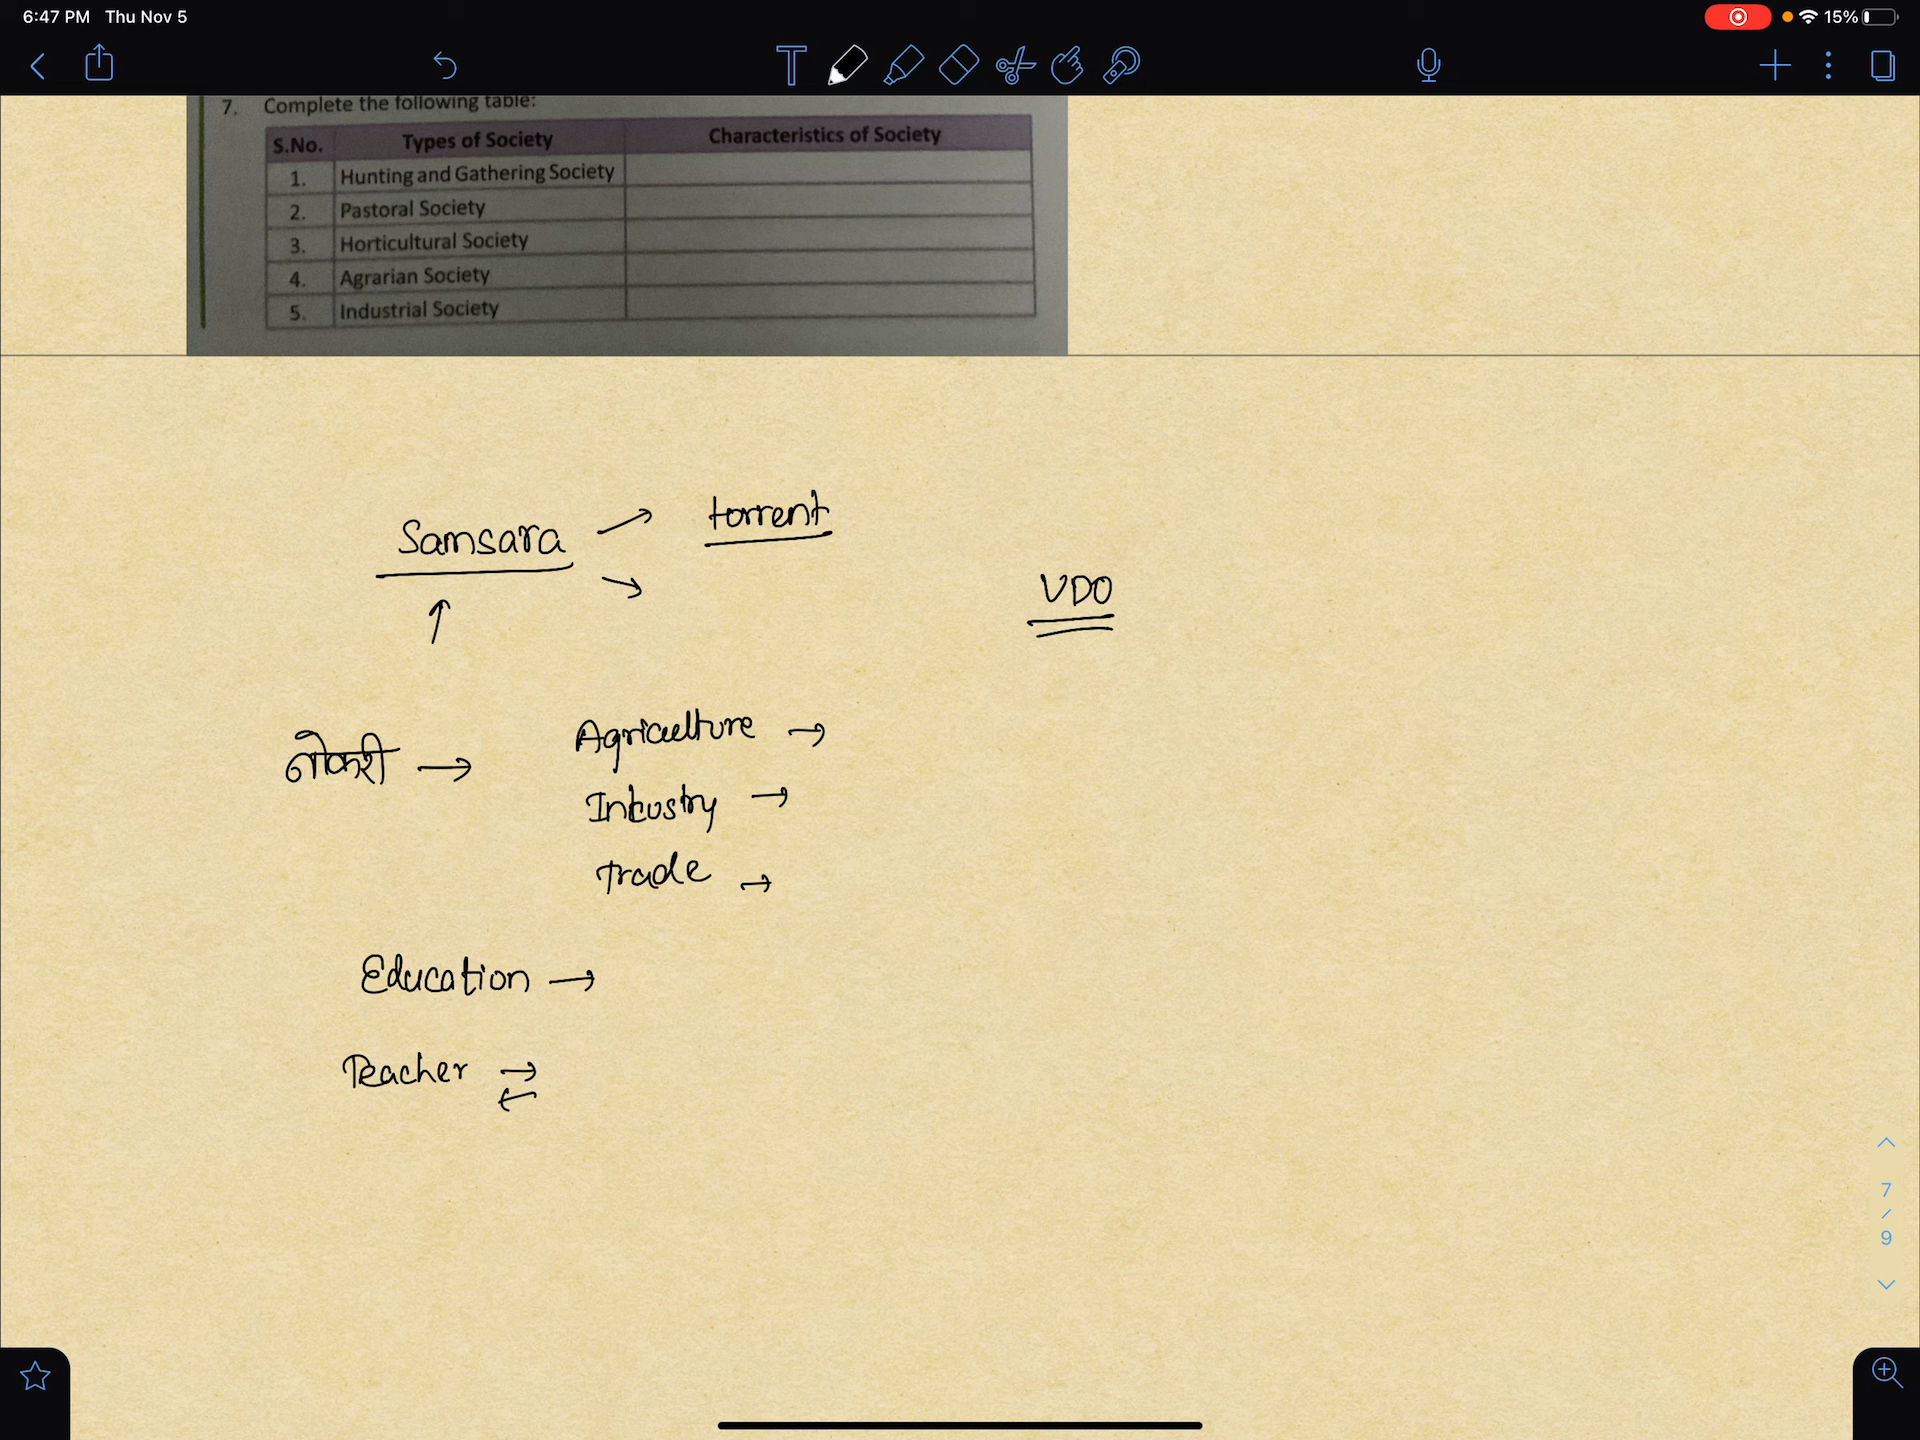 6:47 PM Thu Nov 5
15%
7. Complete the following table:
S.No. Types of Society Characteristics of Society
1. Hunting and Gathering Society
2. Pastoral Society
3. Horticultural Society
4. Agrarian Society
5. Industrial Society
Samsara → torrent
→
↑
VDO
नोकरी → Agriculture →
Industry →
Trade →
Education →
Teacher →
←
7
/
9